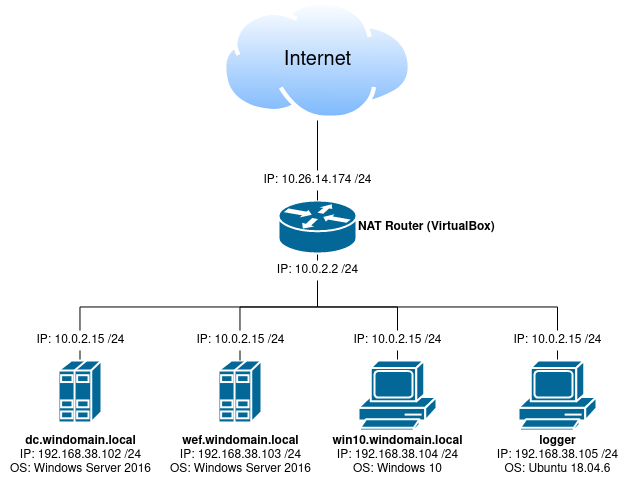 Internet
IP: 10.26.14.174 /24
NAT Router (VirtualBox)
IP: 10.0.2.2 /24
IP: 10.0.2.15 /24
IP: 10.0.2.15 /24
IP: 10.0.2.15 /24
IP: 10.0.2.15 /24
dc.windomain.local
IP: 192.168.38.102 /24
OS: Windows Server 2016
wef.windomain.local
IP: 192.168.38.103 /24
OS: Windows Server 2016
win10.windomain.local
IP: 192.168.38.104 /24
OS: Windows 10
logger
IP: 192.168.38.105 /24
OS: Ubuntu 18.04.6